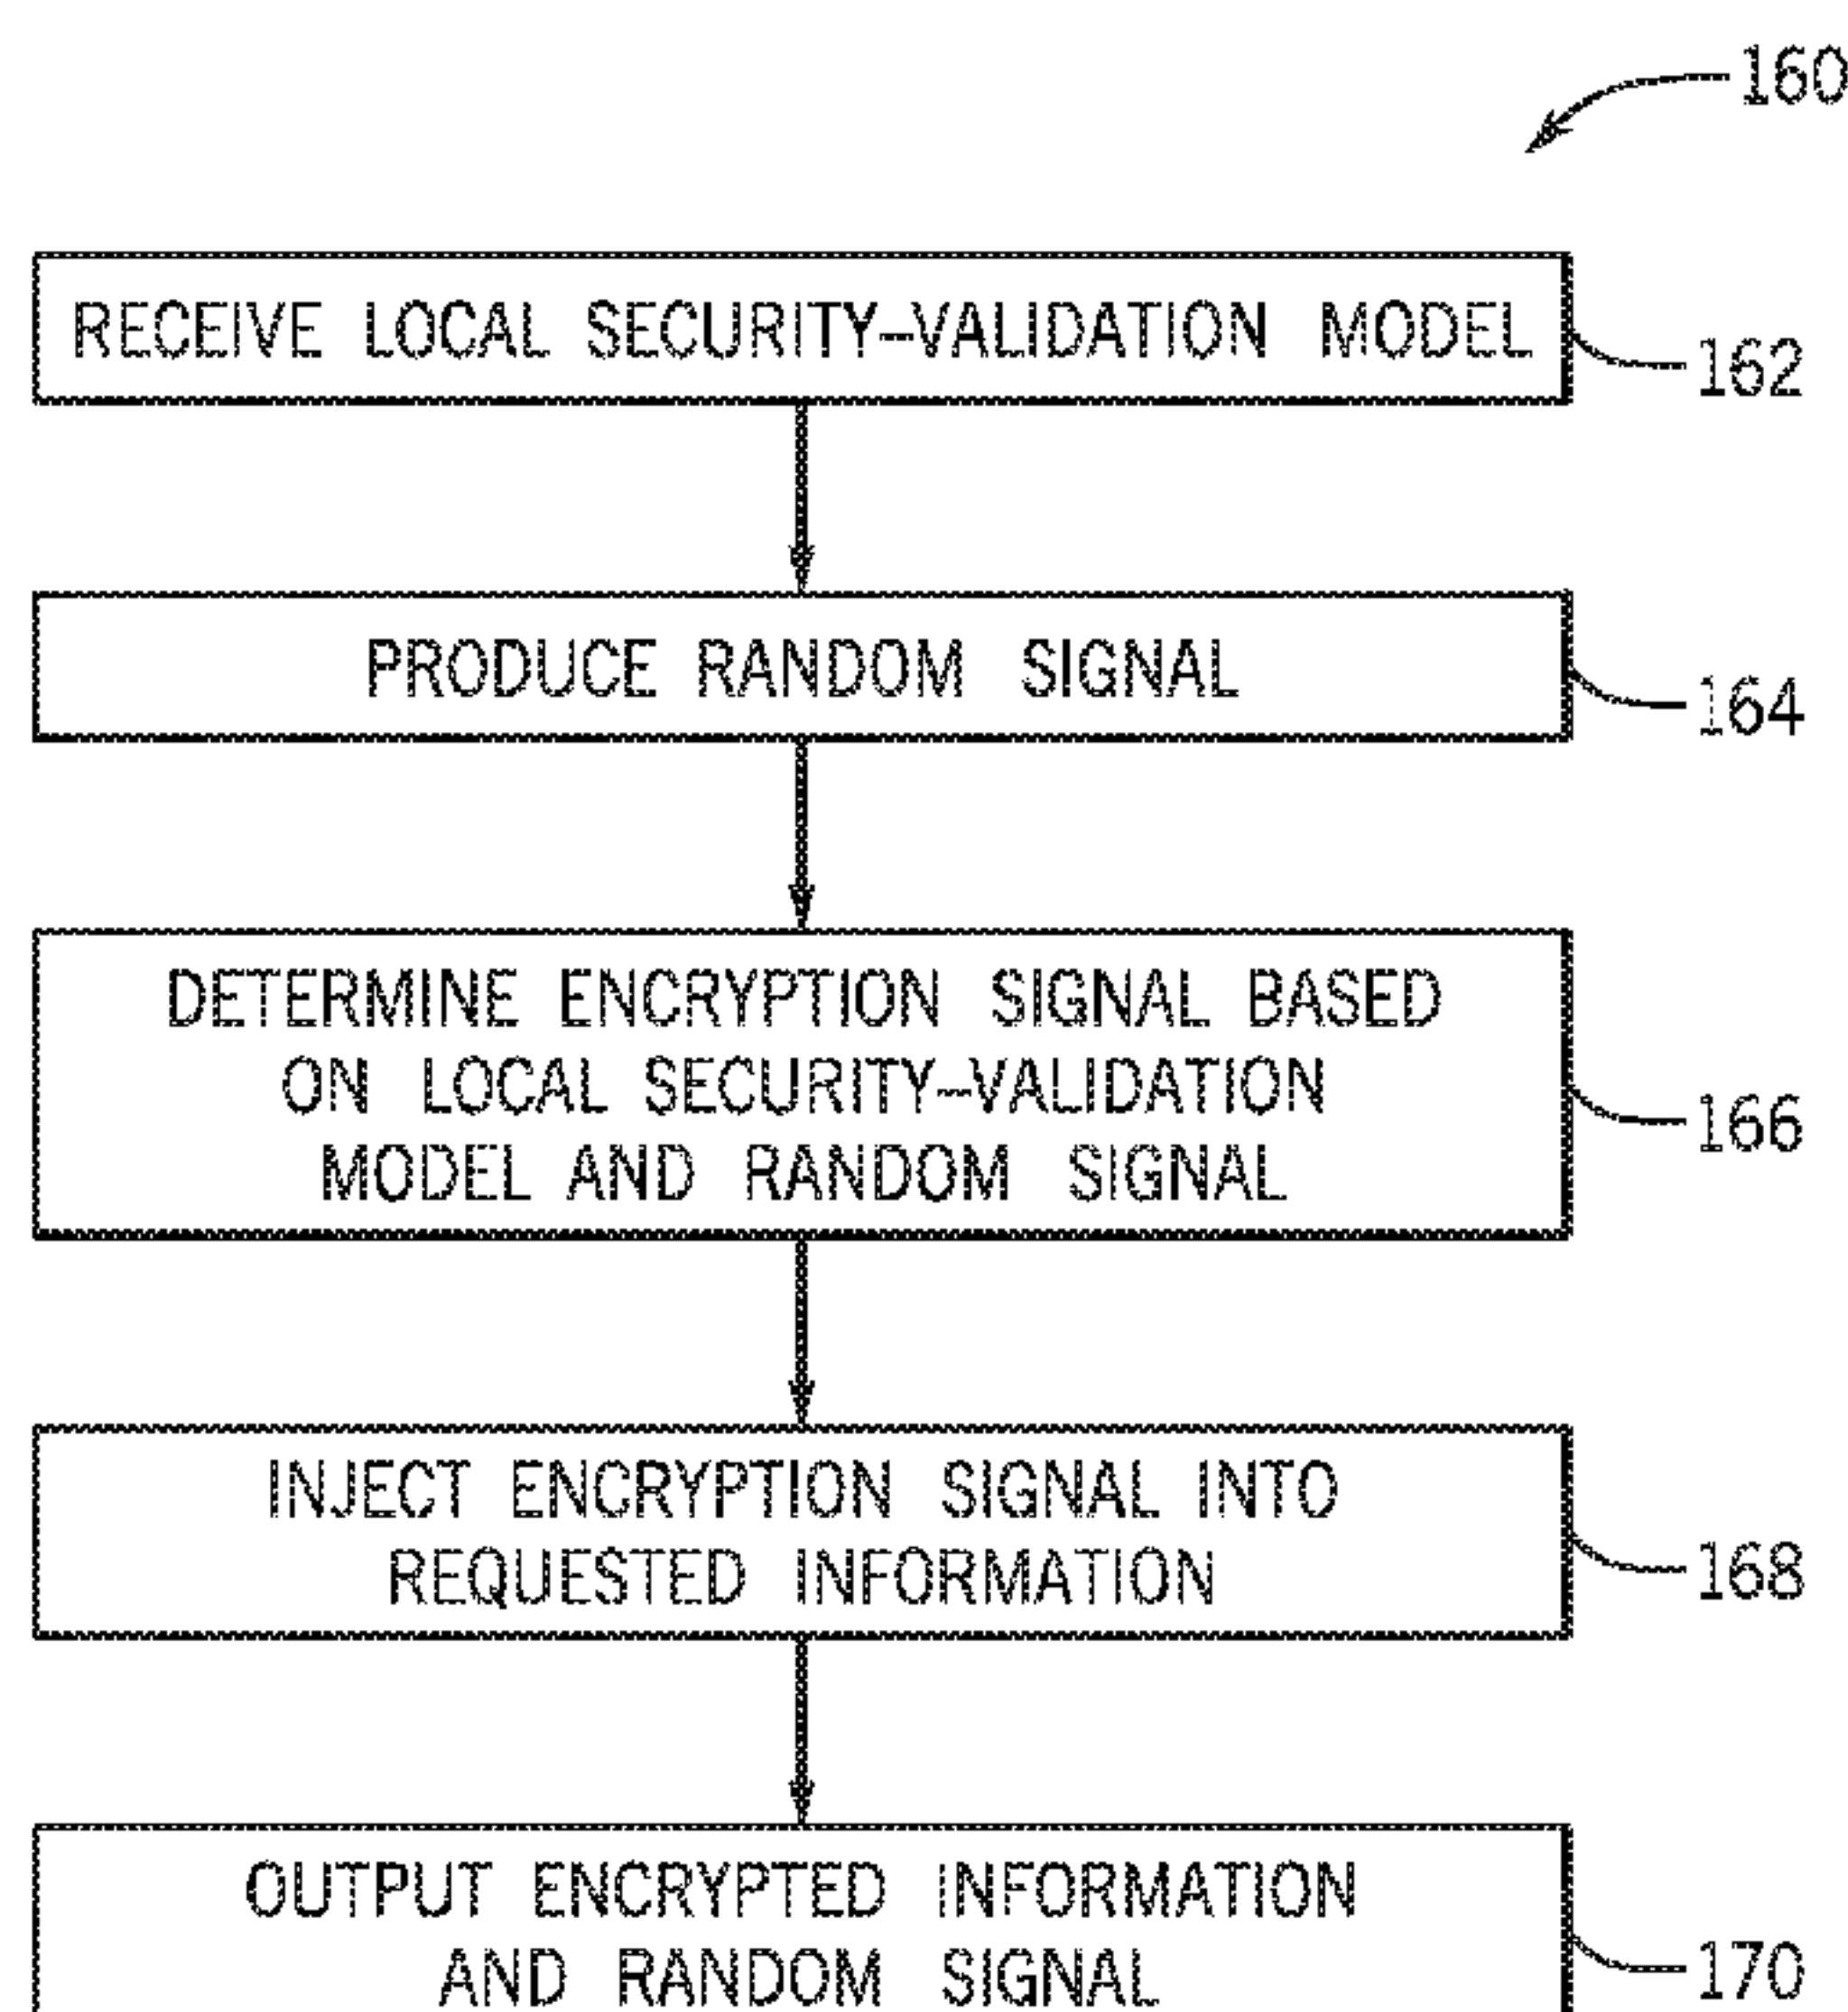 160
RECEIVE LOCAL SECURITY-VALIDATION MODEL
162
PRODUCE RANDOM SIGNAL
164
DETERMINE ENCRYPTION SIGNAL BASED
ON LOCAL SECURITY-VALIDATION
MODEL AND RANDOM SIGNAL
166
INJECT ENCRYPTION SIGNAL INTO
REQUESTED INFORMATION
168
OUTPUT ENCRYPTED INFORMATION
AND RANDOM SIGNAL
170